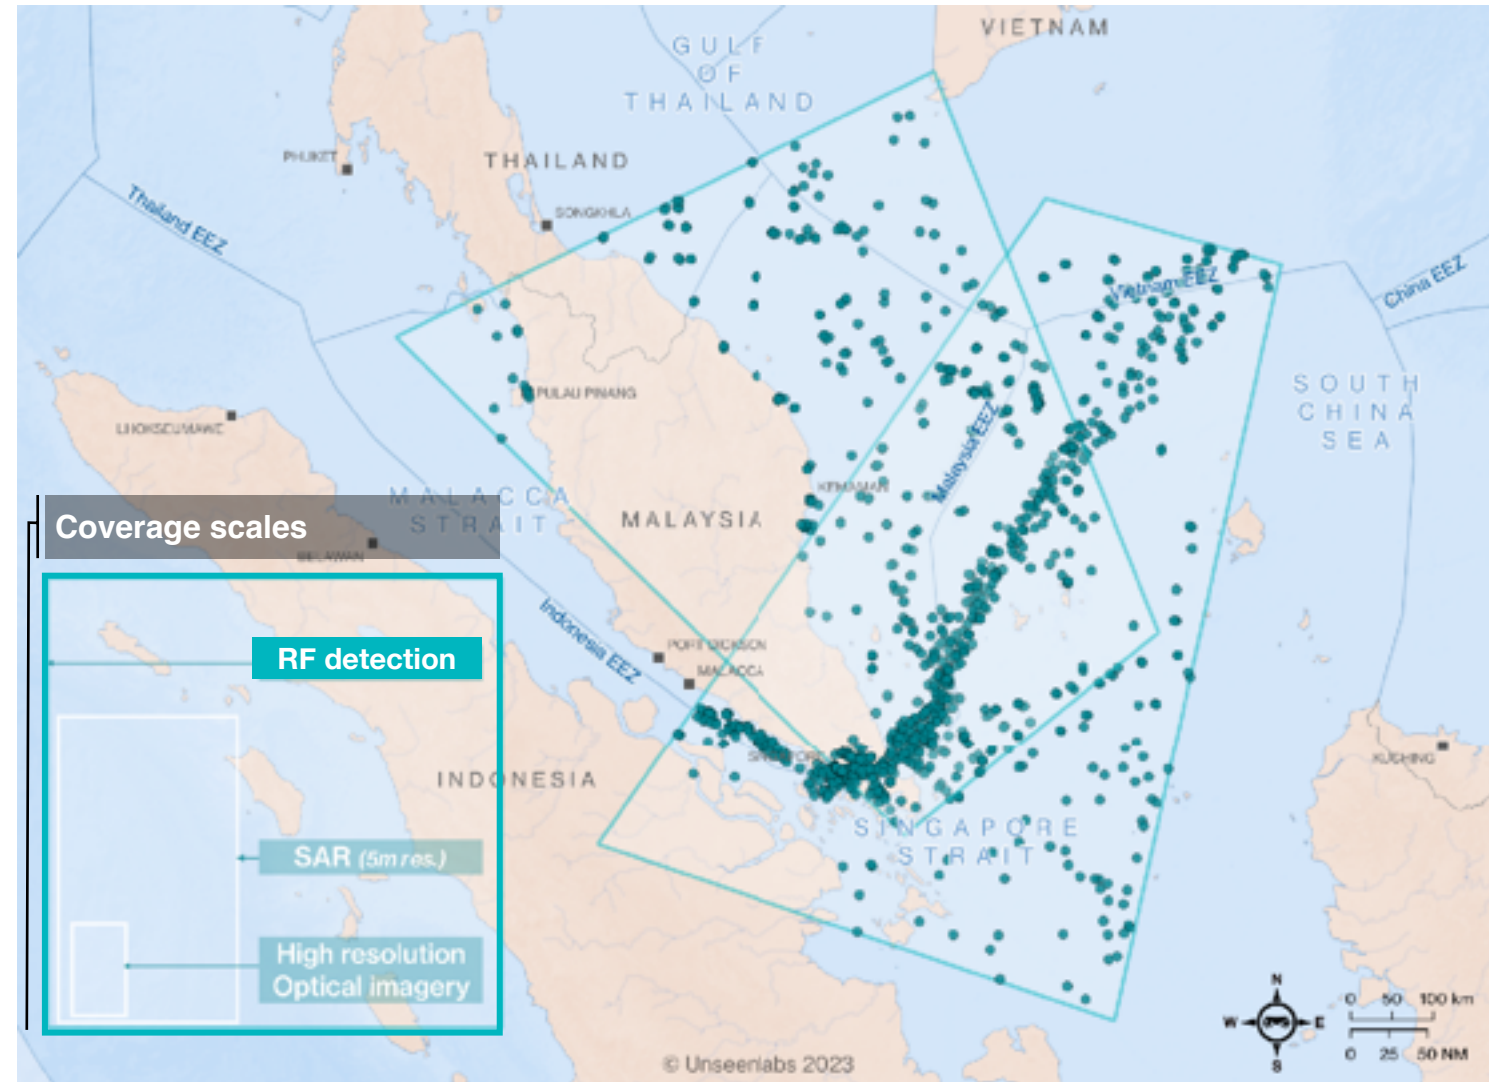 VIETNAM
GULF
OF
THAILAND
PHUKET
THAILAND
SONGKHLA
Thailand EEZ
Vietnam EEZ
China EEZ
PULAU PINANG
LHOKSEUMAWE
SOUTH
CHINA
SEA
Malaysia EEZ
KEMAMAN
MALACCA
STRAIT
MALAYSIA
Coverage scales
BELAWAN
Indonesia EEZ
PORT DICKSON
MALACCA
RF detection
SINGAPORE
INDONESIA
KUCHING
SINGAPORE
STRAIT
SAR (5m res.)
High resolution
Optical imagery
N
W
E
S
0 50 100 km
0 25 50 NM
© Unseenlabs 2023